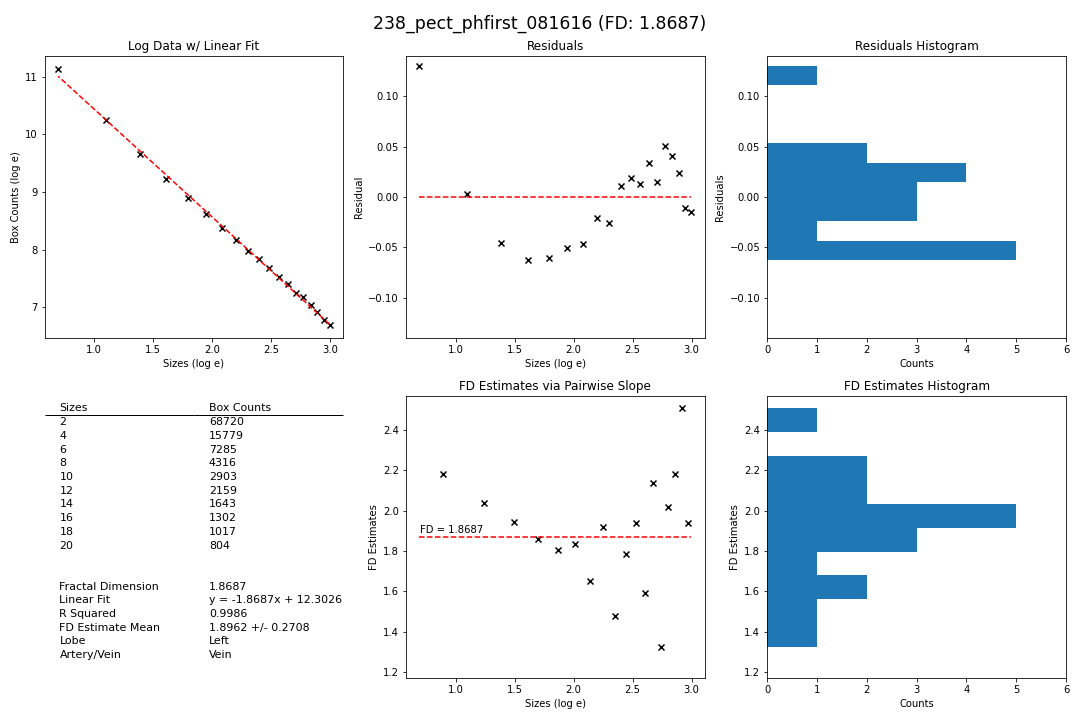 238_pect_phfirst_081616 (FD: 1.8687)
Log Data w/ Linear Fit
Box Counts (log e)
11
10
9
8
7
1.0 1.5 2.0 2.5 3.0
Sizes (log e)
Residuals
Residual
0.10
0.05
0.00
−0.05
−0.10
1.0 1.5 2.0 2.5 3.0
Sizes (log e)
Residuals Histogram
Residuals
0.10
0.05
0.00
−0.05
−0.10
0 1 2 3 4 5 6
Counts
Sizes Box Counts
2 68720
4 15779
6 7285
8 4316
10 2903
12 2159
14 1643
16 1302
18 1017
20 804
Fractal Dimension 1.8687
Linear Fit y = -1.8687x + 12.3026
R Squared 0.9986
FD Estimate Mean 1.8962 +/- 0.2708
Lobe Left
Artery/Vein Vein
FD Estimates via Pairwise Slope
FD Estimates
2.4
2.2
2.0
FD = 1.8687
1.8
1.6
1.4
1.2
1.0 1.5 2.0 2.5 3.0
Sizes (log e)
FD Estimates Histogram
FD Estimates
2.4
2.2
2.0
1.8
1.6
1.4
1.2
0 1 2 3 4 5 6
Counts